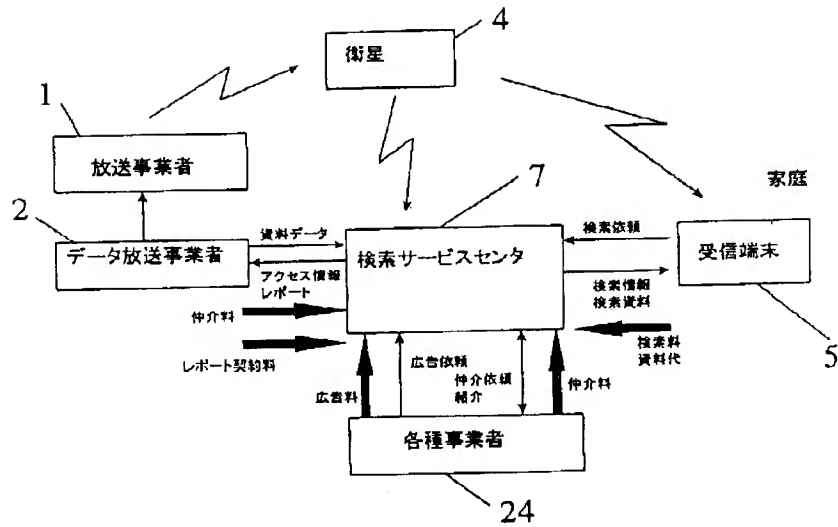 4
衛星
1
放送事業者
7
家庭
2
データ放送事業者
資料データ
検索サービスセンタ
検索依頼
受信端末
アクセス情報
レポート
検索情報
検索資料
仲介料
5
レポート契約料
検索料
資料代
広告料
広告依頼
仲介依頼
紹介
仲介料
各種事業者
24